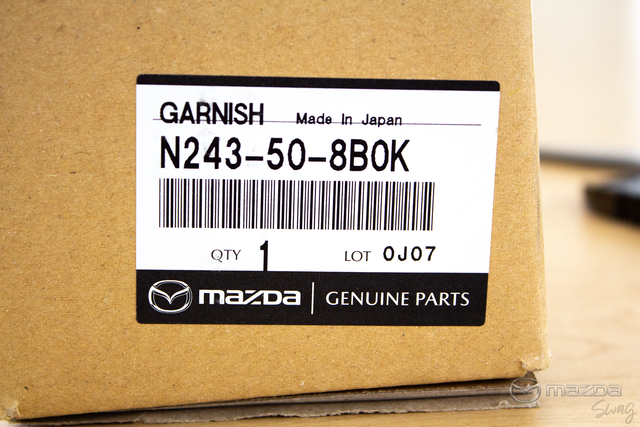 GARNISH Made In Japan
N243-50-8B0K
QTY 1 LOT 0J07
mazda GENUINE PARTS
mazda
Swag